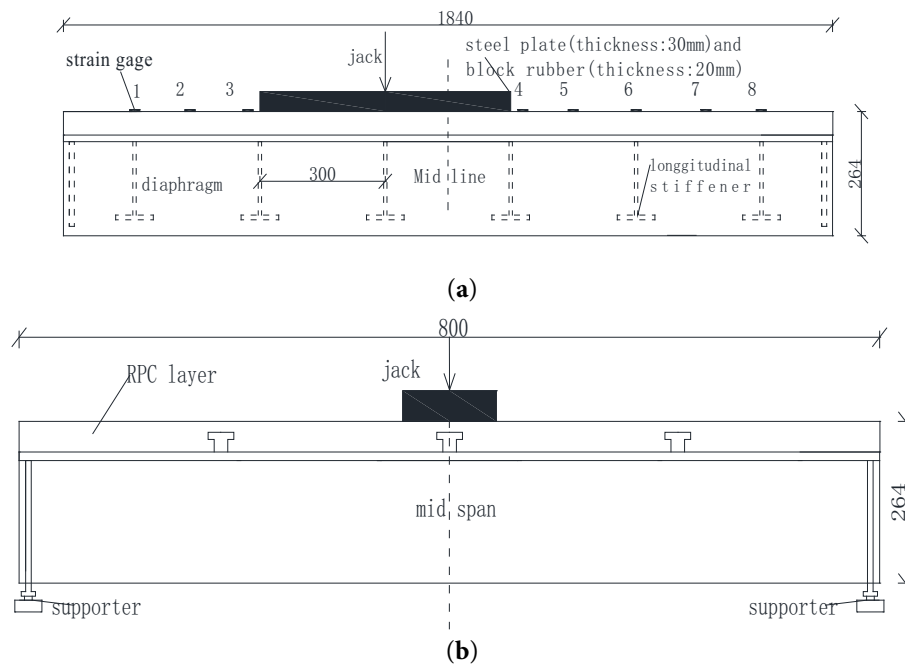 1840
steel plate(thickness:30mm)and
jack
strain gage
block rubber(thickness:20mm)
1 2 3 4 5 6 7 8
longgitudinal
diaphragm 300 Mid line
stiffener
264
(a)
800
RPC layer
jack
mid span
264
supporter supporter
(b)